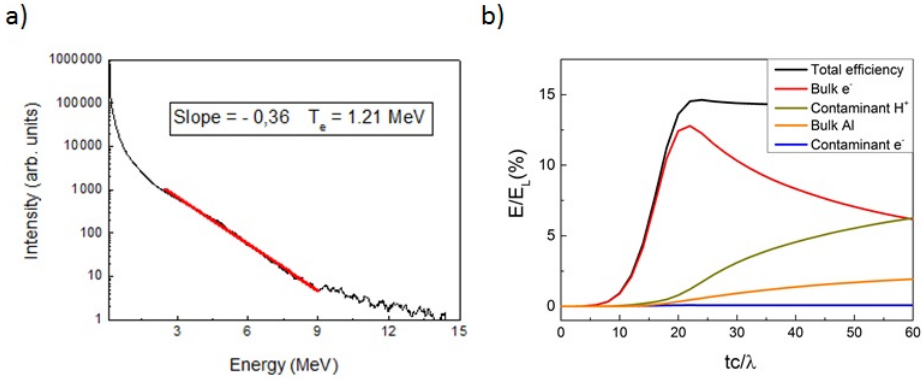 a)
Intensity (arb. units)
1000000
100000
10000
1000
100
10
1
Slope = - 0,36 Te = 1.21 MeV
3 6 9 12 15
Energy (MeV)
b)
E/EL(%)
15
10
5
0
Total efficiency
Bulk e-
Contaminant H+
Bulk Al
Contaminant e-
0 10 20 30 40 50 60
tc/λ